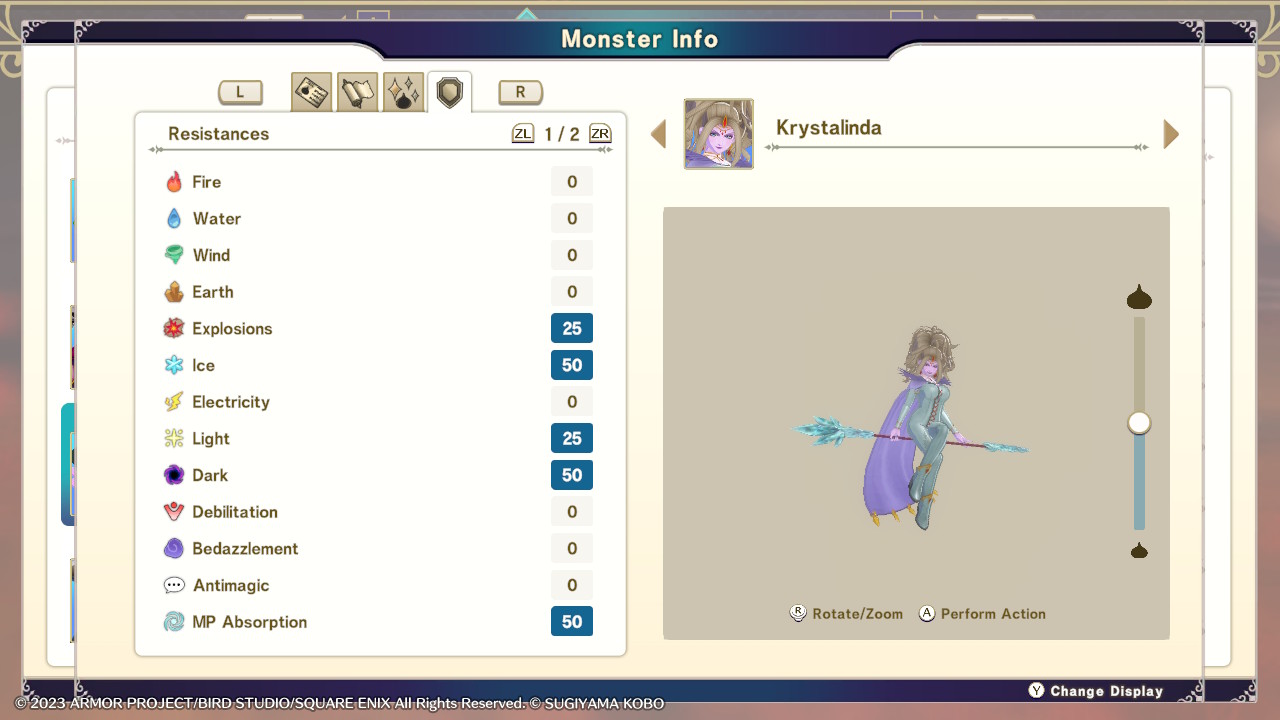 Monster Info
L
R
Resistances
ZL 1 / 2 ZR
Krystalinda
Fire 0
Water 0
Wind 0
Earth 0
Explosions 25
Ice 50
Electricity 0
Light 25
Dark 50
Debilitation 0
Bedazzlement 0
Antimagic 0
MP Absorption 50
R Rotate/Zoom A Perform Action
Y Change Display
© 2023 ARMOR PROJECT/BIRD STUDIO/SQUARE ENIX All Rights Reserved. © SUGIYAMA KOBO